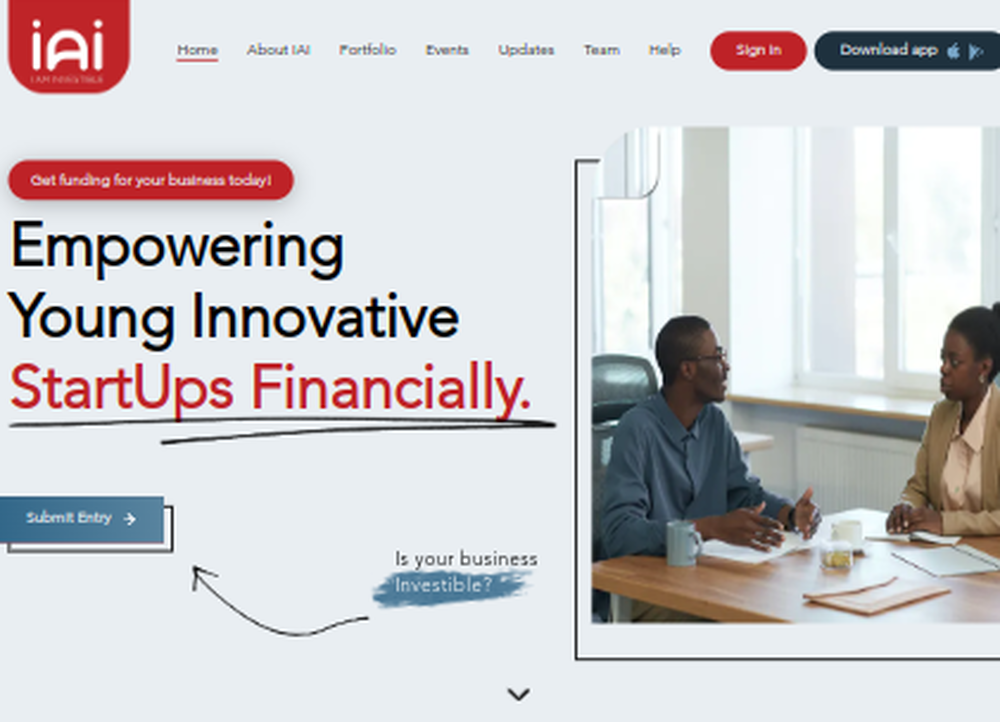 iAi
I AM INVESTIBLE
Home About IAI Portfolio Events Updates Team Help Sign In Download app
Get funding for your business today!
Empowering
Young Innovative
StartUps Financially.
Submit Entry
Is your business
Investible?